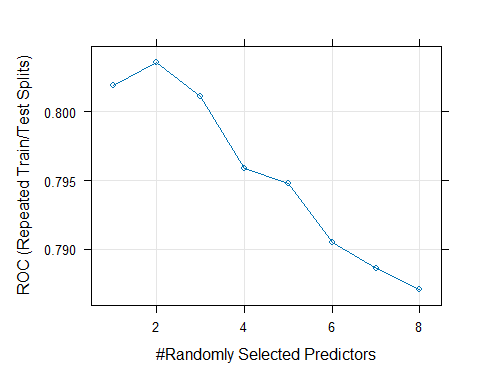 ROC (Repeated Train/Test Splits)
0.800
0.795
0.790
2 4 6 8
#Randomly Selected Predictors